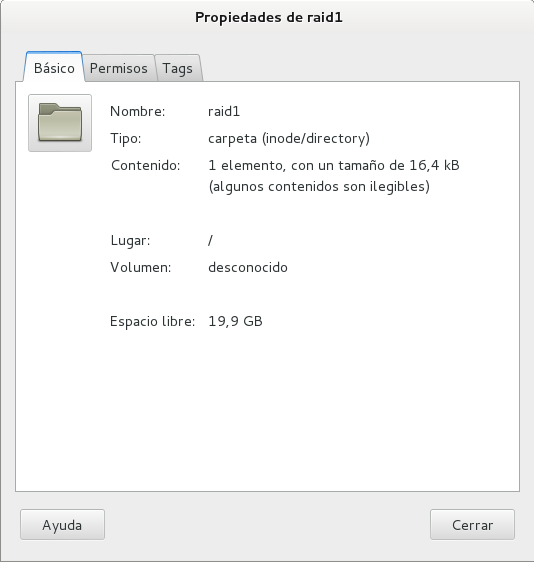 Propiedades de raid1
Básico Permisos Tags
Nombre: raid1
Tipo: carpeta (inode/directory)
Contenido: 1 elemento, con un tamaño de 16,4 kB
(algunos contenidos son ilegibles)
Lugar: /
Volumen: desconocido
Espacio libre: 19,9 GB
Ayuda Cerrar